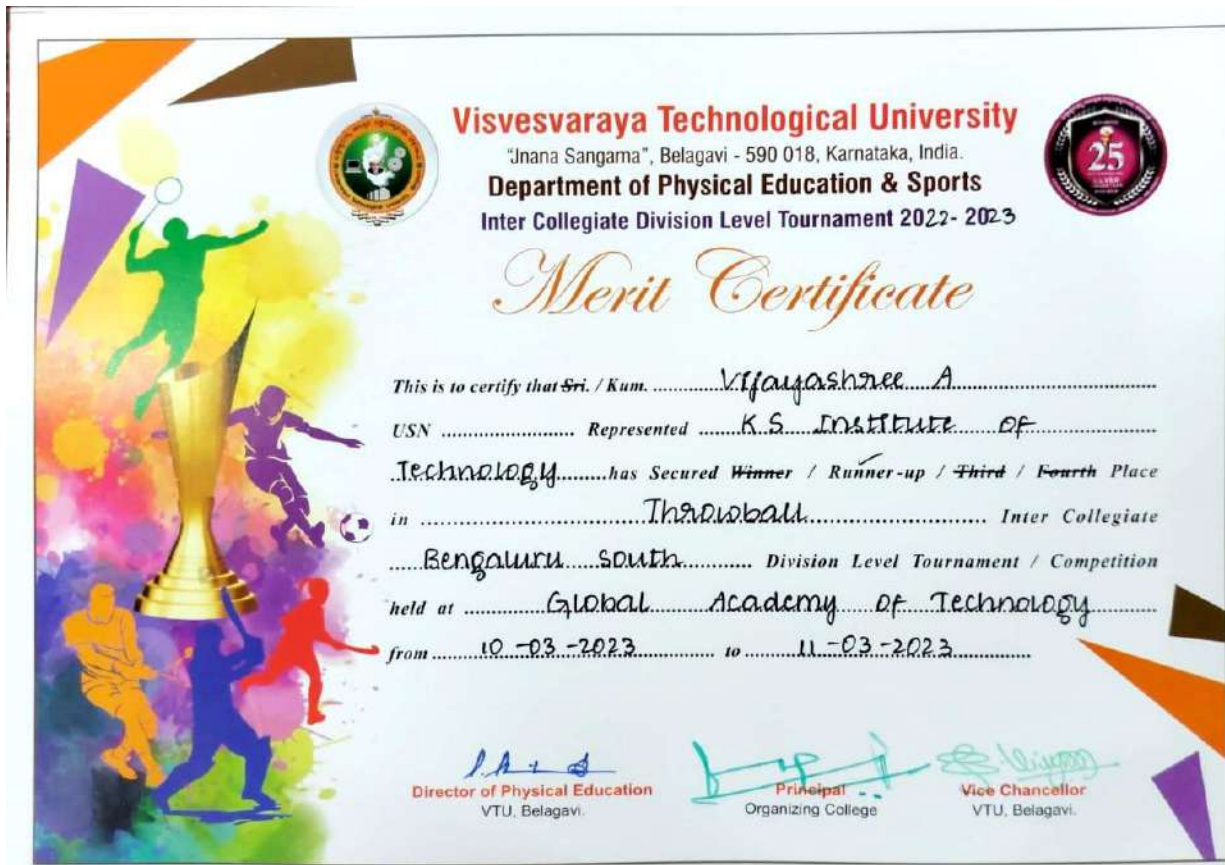 Visvesvaraya Technological University
"Jnana Sangama", Belagavi - 590 018, Karnataka, India.
Department of Physical Education & Sports
Inter Collegiate Division Level Tournament 2022- 2023
25
Merit Certificate
This is to certify that Sri. / Kum. Vijayashree A
USN ........................ Represented K S Institute of
Technology has Secured Winner / Runner-up / Third / Fourth Place
in Throwball Inter Collegiate
Bengaluru south Division Level Tournament / Competition
held at Global Academy of Technology
from 10-03-2023 to 11-03-2023
Director of Physical Education
VTU, Belagavi.
Principal
Organizing College
Vice Chancellor
VTU, Belagavi.